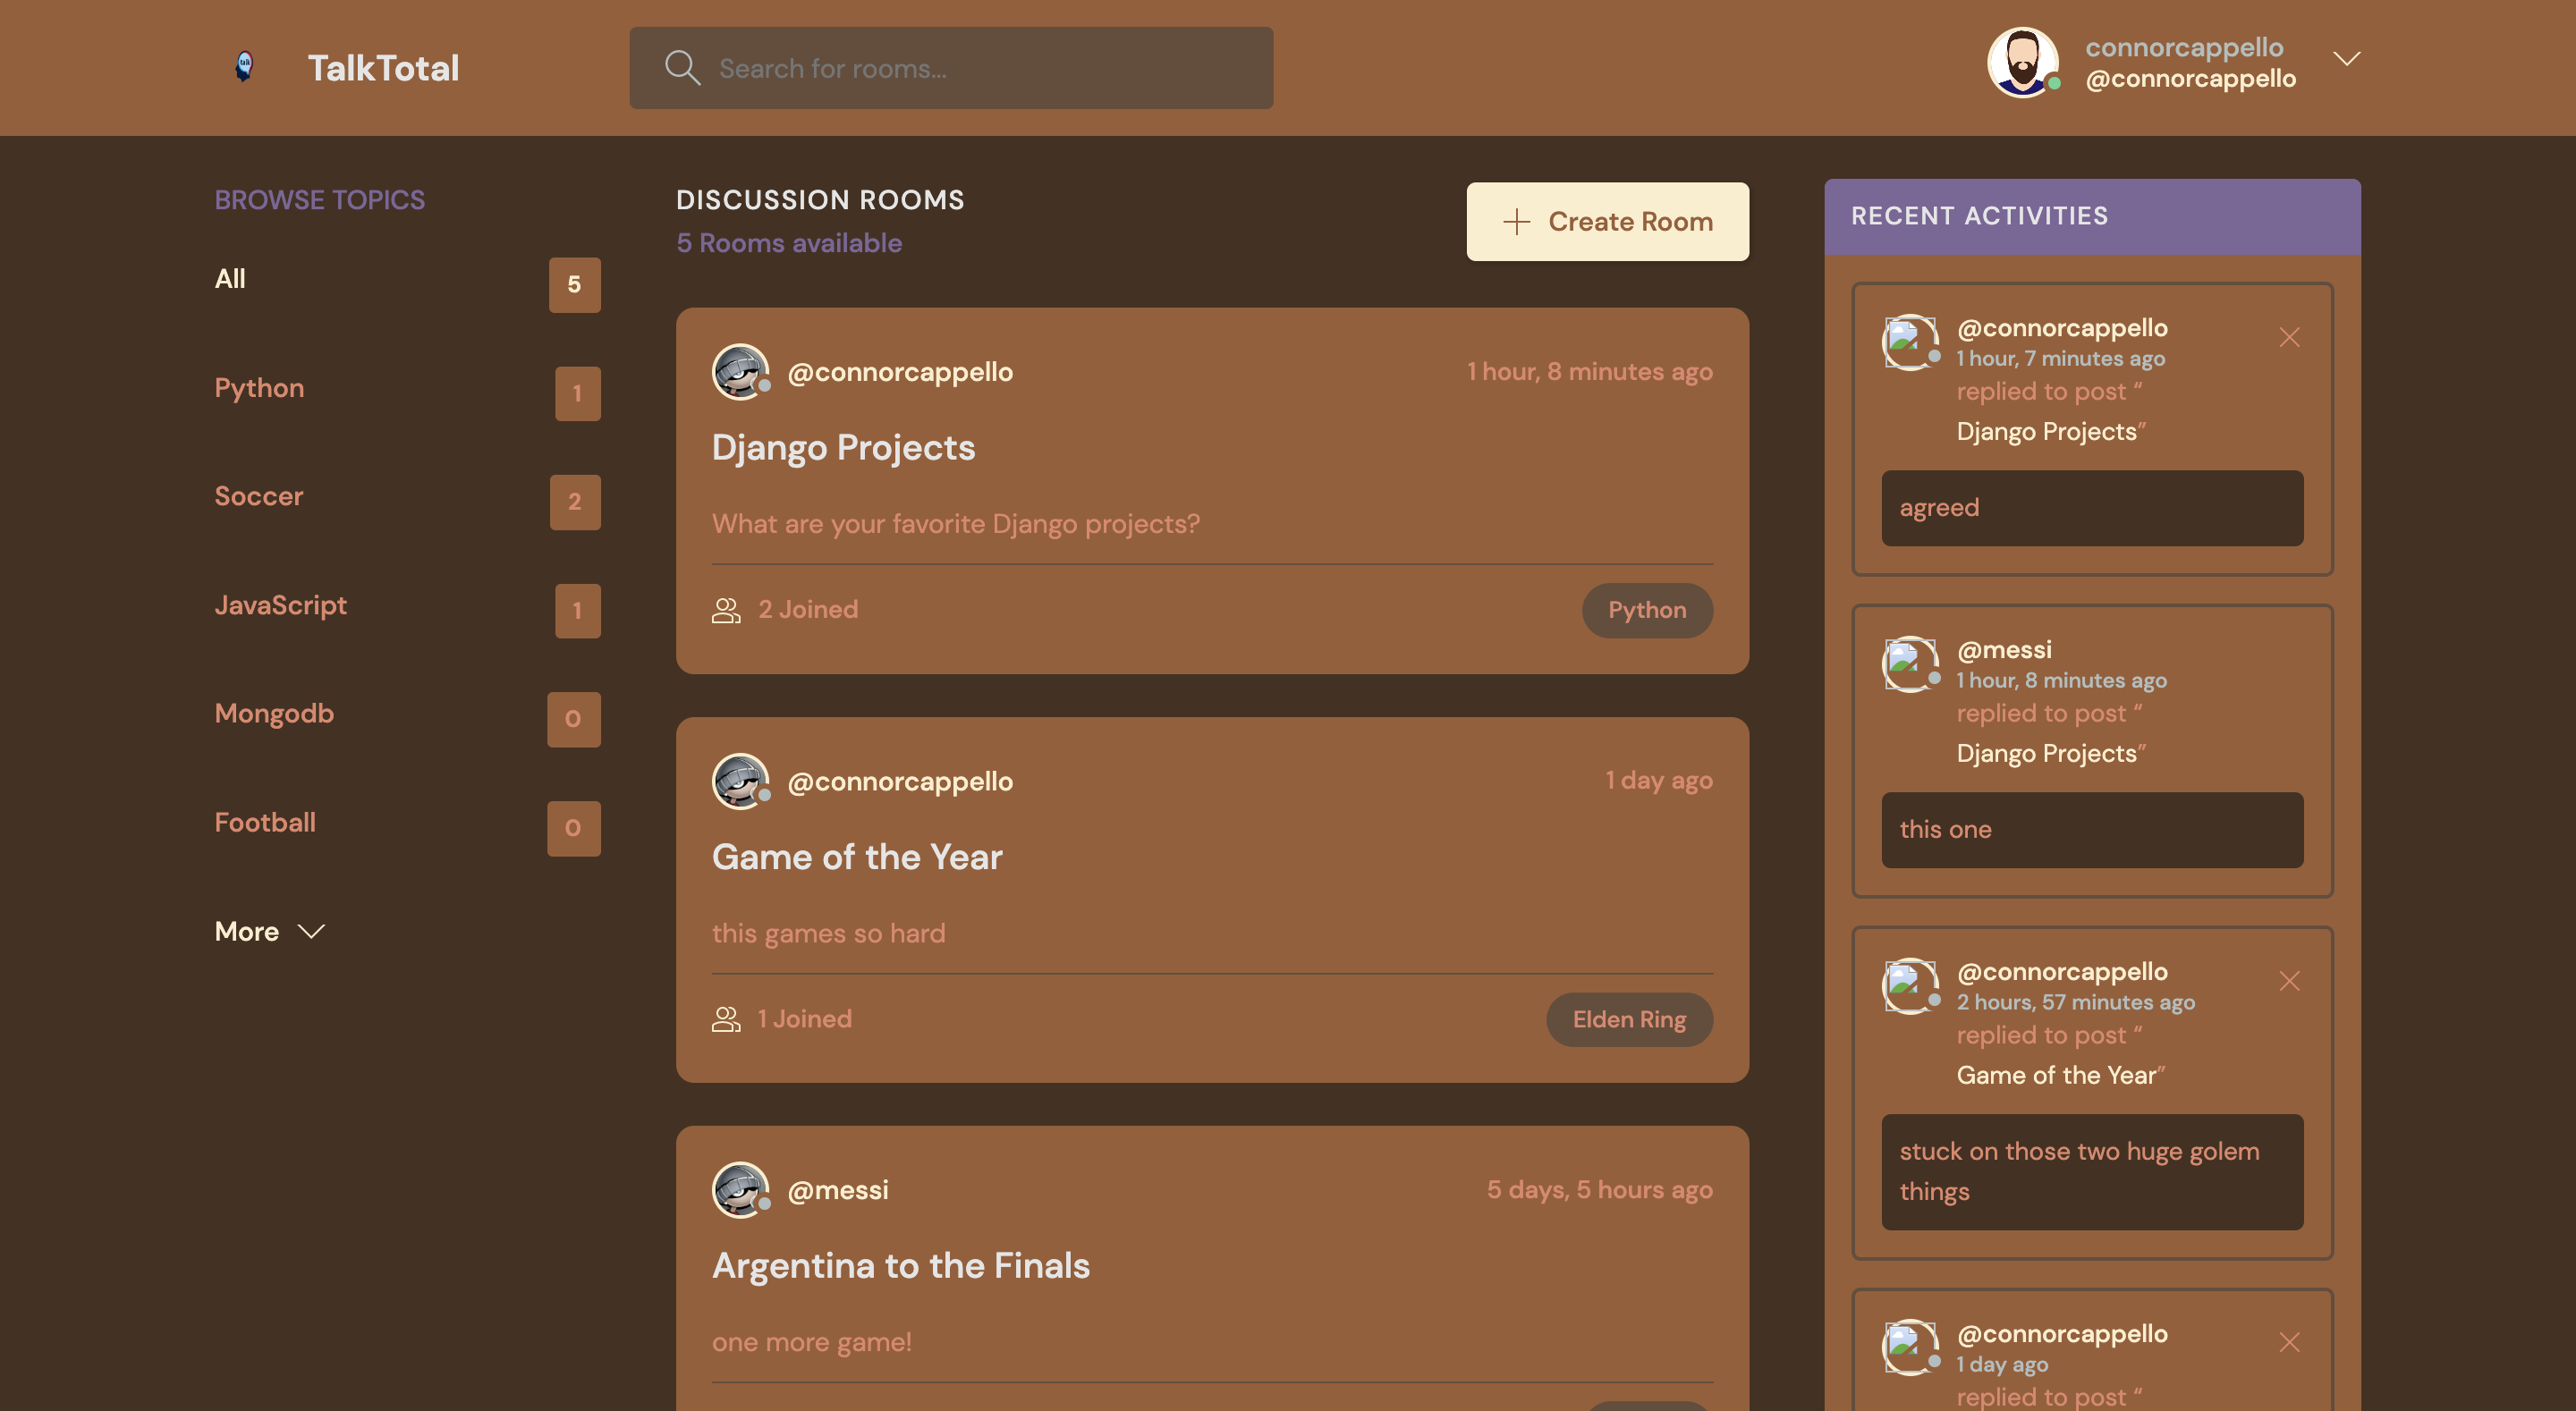 TalkTotal
Search for rooms...
connorcappello
@connorcappello
BROWSE TOPICS
All
5
Python
1
Soccer
2
JavaScript
1
Mongodb
0
Football
0
More
DISCUSSION ROOMS
5 Rooms available
Create Room
@connorcappello
1 hour, 8 minutes ago
Django Projects
What are your favorite Django projects?
2 Joined
Python
@connorcappello
1 day ago
Game of the Year
this games so hard
1 Joined
Elden Ring
@messi
5 days, 5 hours ago
Argentina to the Finals
one more game!
RECENT ACTIVITIES
@connorcappello
1 hour, 7 minutes ago
replied to post “
Django Projects”
agreed
@messi
1 hour, 8 minutes ago
replied to post “
Django Projects”
this one
@connorcappello
2 hours, 57 minutes ago
replied to post “
Game of the Year”
stuck on those two huge golem
things
@connorcappello
1 day ago
replied to post “